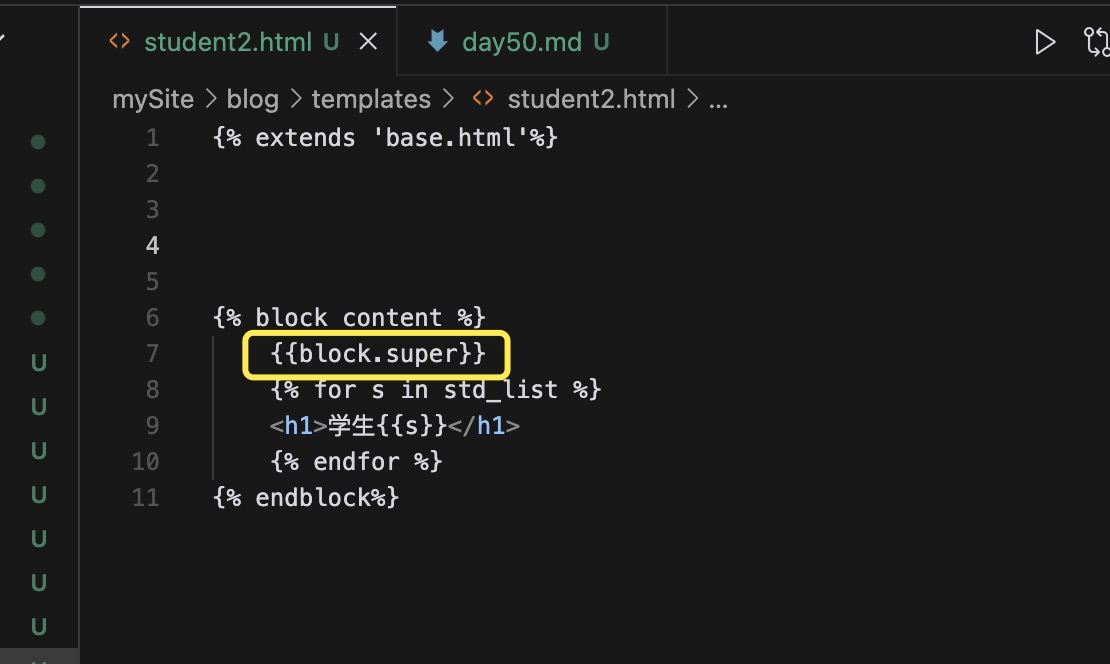 student2.html U
day50.md U
mySite > blog > templates > student2.html > ...
1 {% extends 'base.html'%}
2
3
4
5
6 {% block content %}
7 {{block.super}}
8 {% for s in std_list %}
9 <h1>学生{{s}}</h1>
10 {% endfor %}
11 {% endblock%}
U
U
U
U
U
U
U